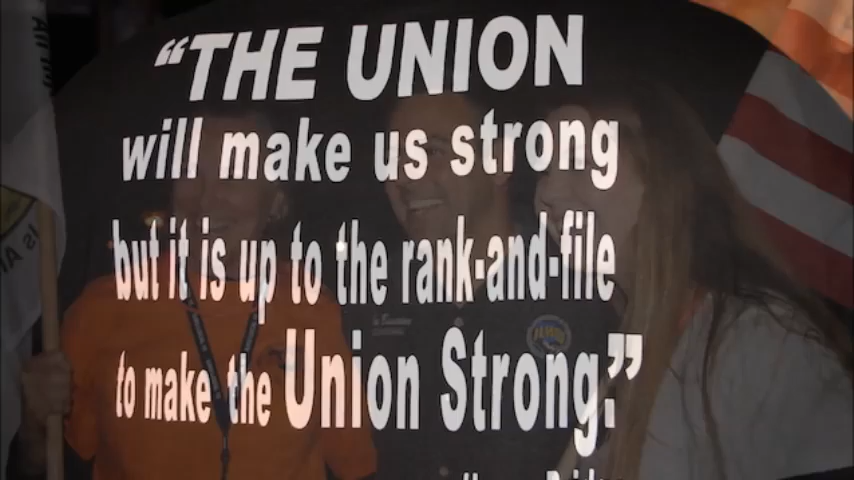 “THE UNION
will make us strong
but it is up to the rank-and-file
to make the Union Strong.”